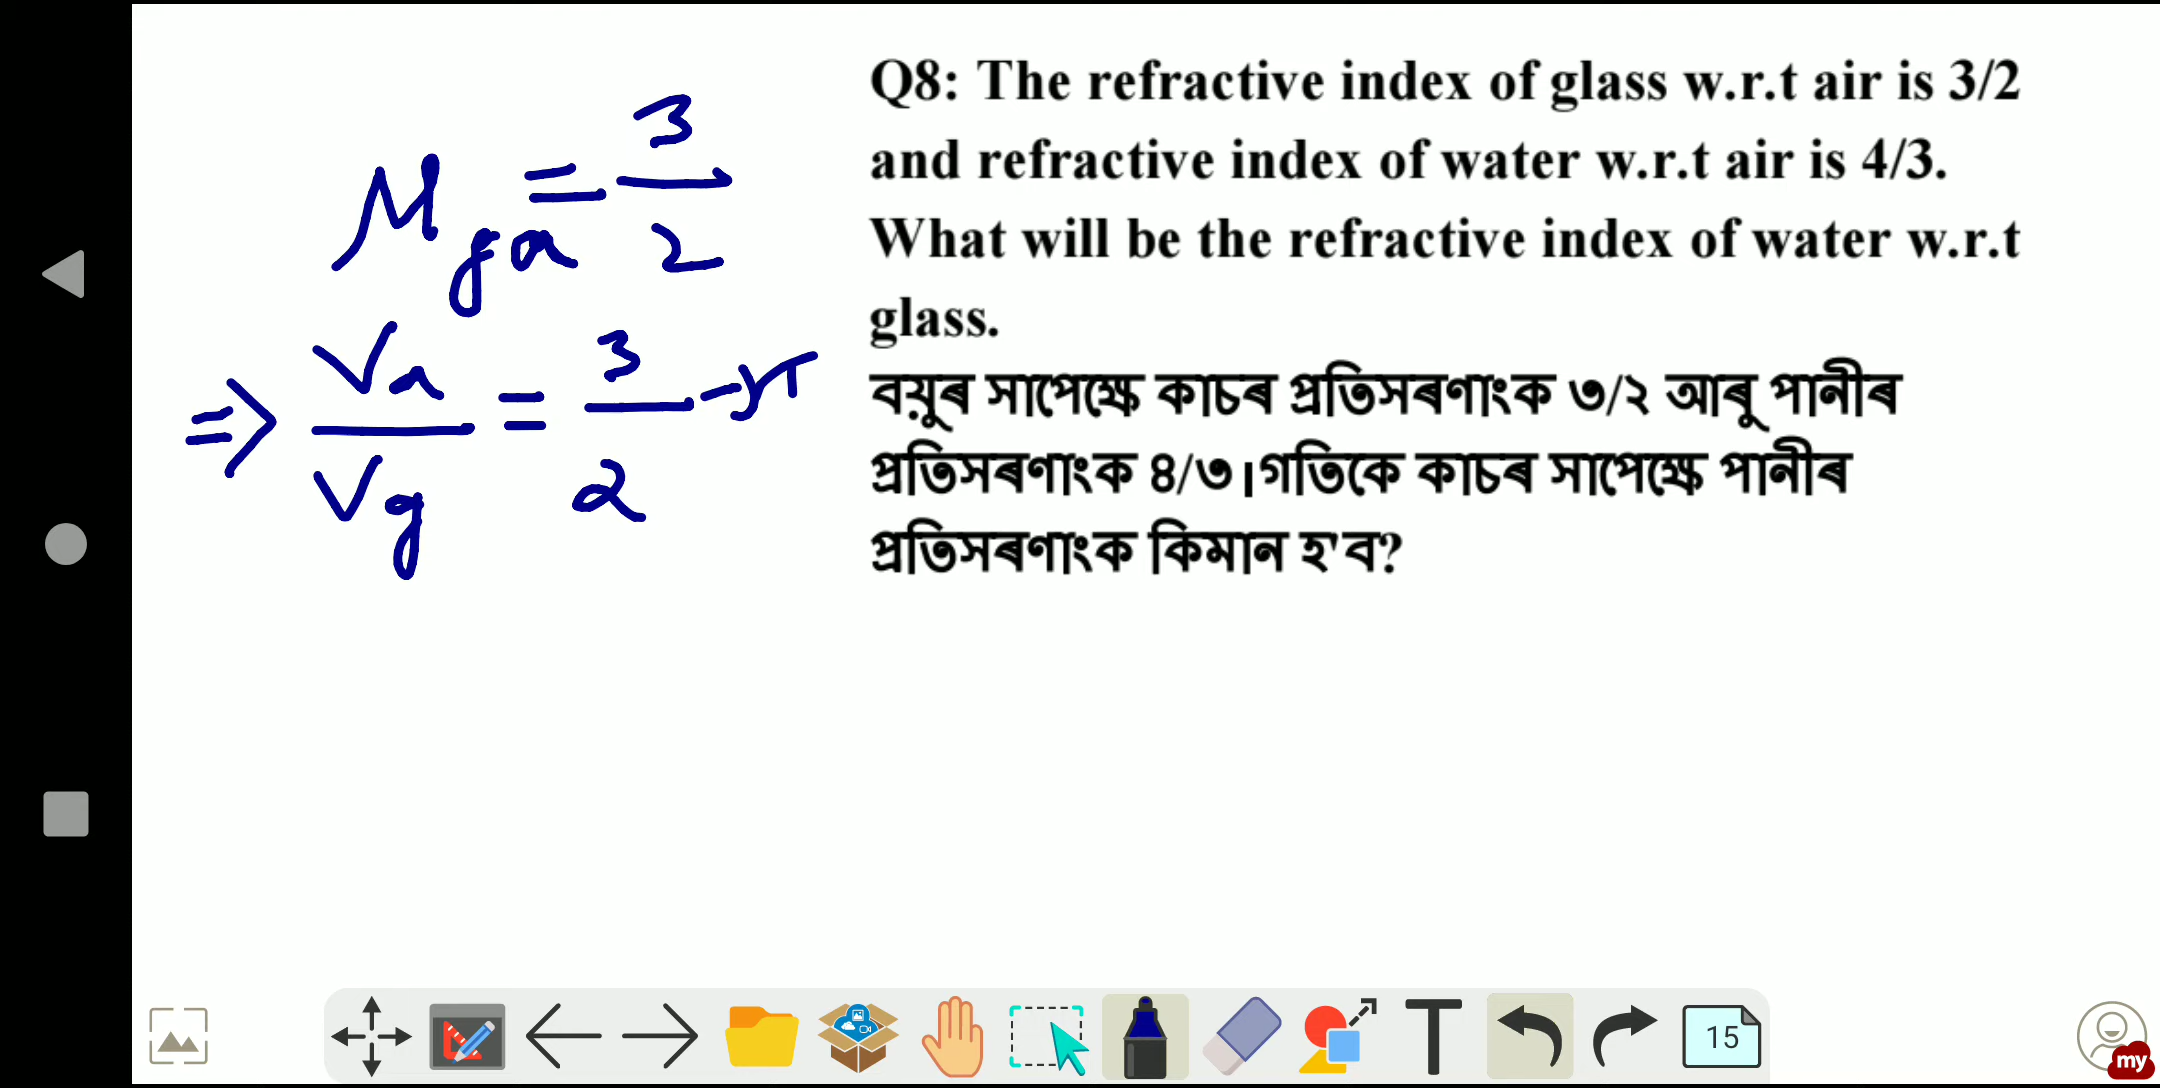 μga = 3/2
⇒ Va/Vg = 3/2
Q8: The refractive index of glass w.r.t air is 3/2
and refractive index of water w.r.t air is 4/3.
What will be the refractive index of water w.r.t
glass.
বয়ুৰ সাপেক্ষে কাচৰ প্ৰতিসৰণাংক ৩/২ আৰু পানীৰ
প্ৰতিসৰণাংক ৪/৩।গতিকে কাচৰ সাপেক্ষে পানীৰ
প্ৰতিসৰণাংক কিমান হ'ব?
T
15
my